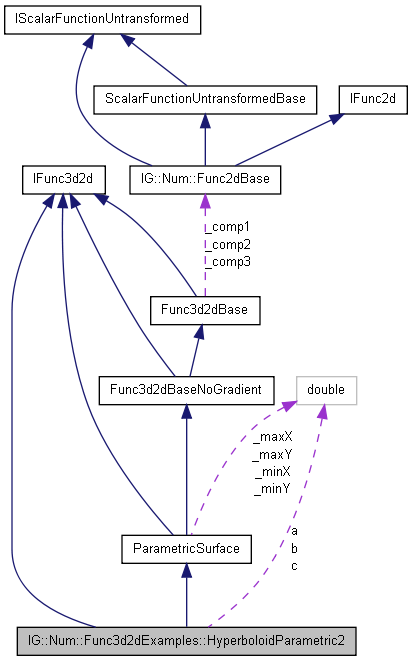 IScalarFunctionUntransformed
ScalarFunctionUntransformedBase
IFunc2d
IFunc3d2d
IG::Num::Func2dBase
_comp1
_comp2
_comp3
Func3d2dBase
Func3d2dBaseNoGradient
double
_maxX
_maxY
_minX
_minY
a
b
c
ParametricSurface
IG::Num::Func3d2dExamples::HyperboloidParametric2